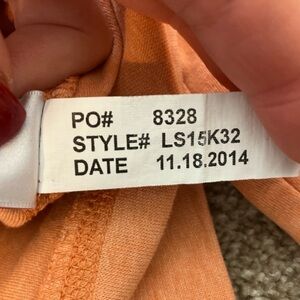 PO# 8328
STYLE# LS15K32
DATE 11.18.2014